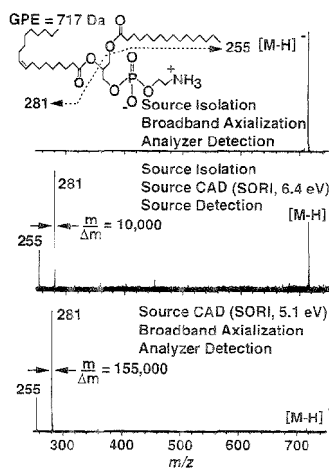 GPE = 717 Da
255 [M-H]⁻
O
O
O
O
O
P
O
O
O⁻
NH3
+
281
Source Isolation
Broadband Axialization
Analyzer Detection
281
Source Isolation
Source CAD (SORI, 6.4 eV)
Source Detection
m/Δm = 10,000
[M-H]⁻
255
281
Source CAD (SORI, 5.1 eV)
Broadband Axialization
Analyzer Detection
m/Δm = 155,000
255
[M-H]⁻
300 400 500 600 700
m/z